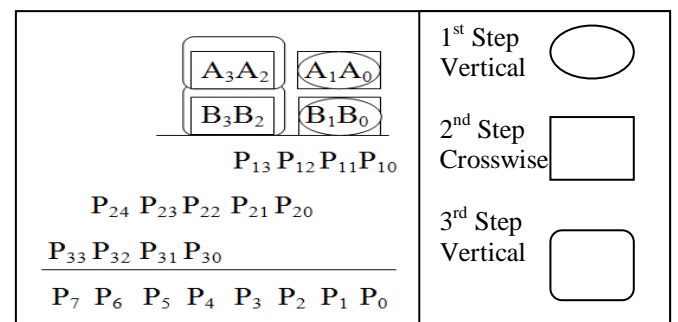 A₃A₂ A₁A₀
B₃B₂ B₁B₀
P₁₃ P₁₂ P₁₁ P₁₀
P₂₄ P₂₃ P₂₂ P₂₁ P₂₀
P₃₃ P₃₂ P₃₁ P₃₀
P₇ P₆ P₅ P₄ P₃ P₂ P₁ P₀
1ˢᵗ Step
Vertical
2ⁿᵈ Step
Crosswise
3ʳᵈ Step
Vertical